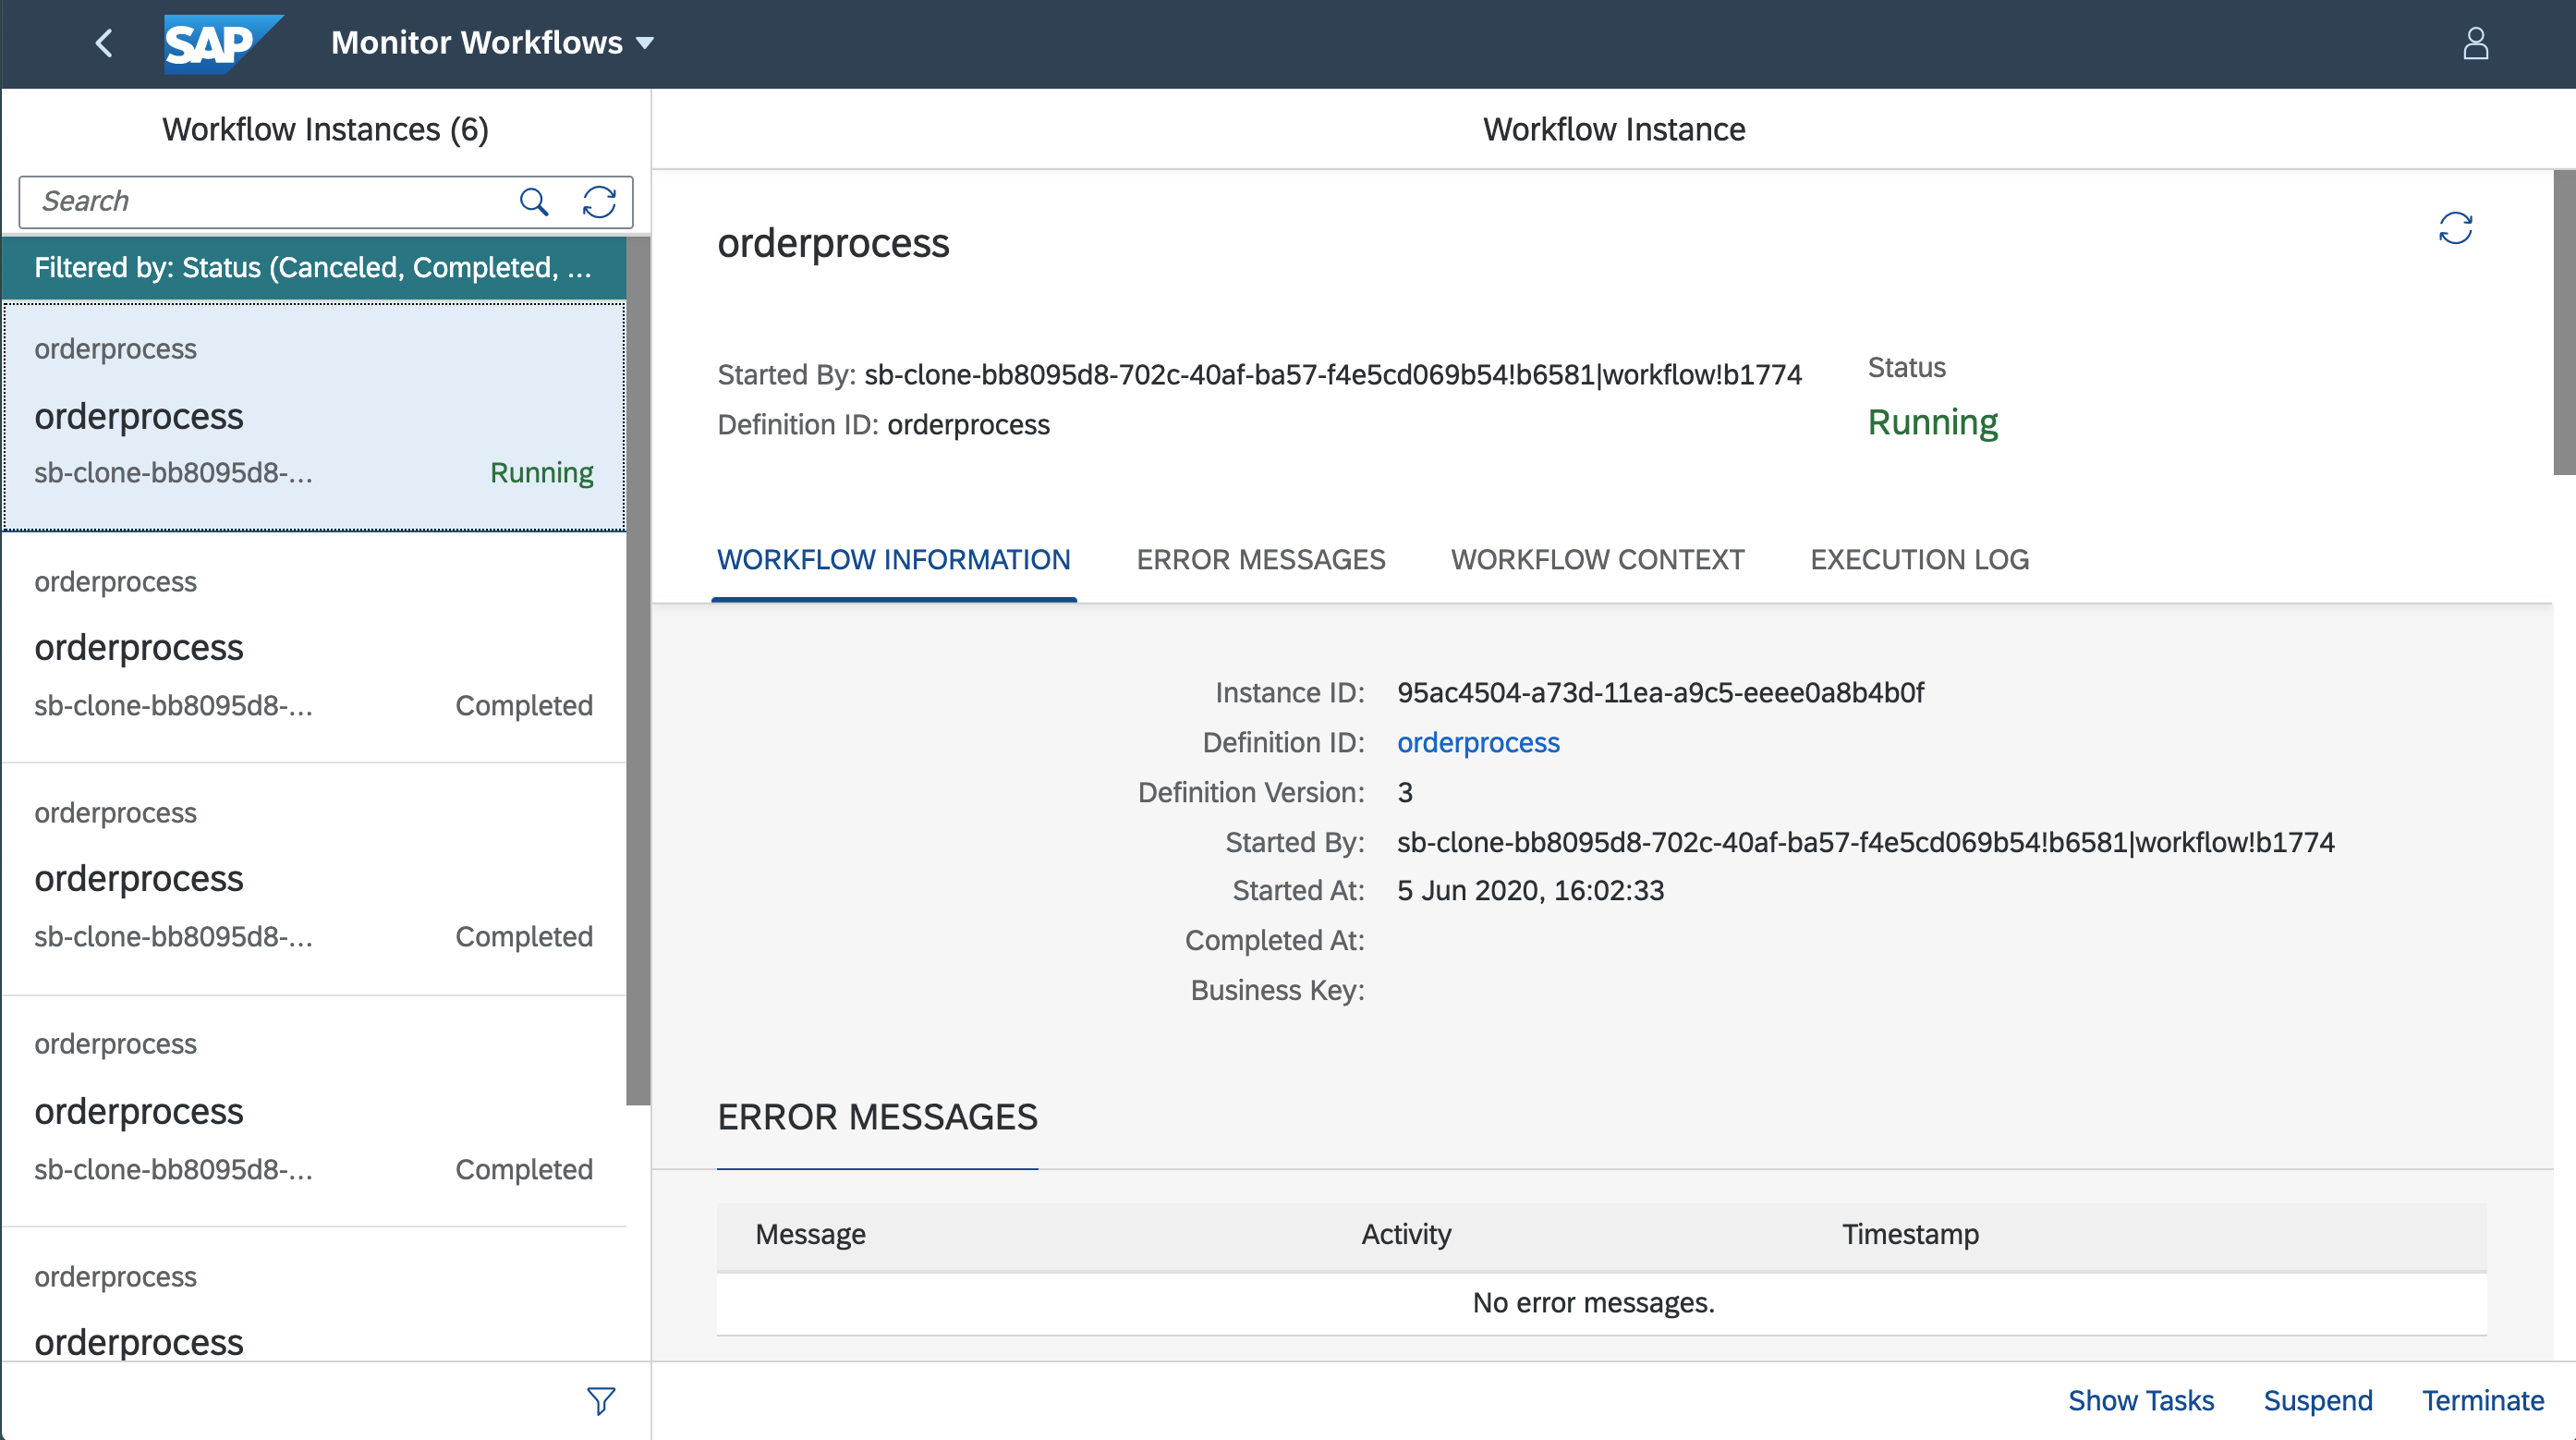 SAP Monitor Workflows
Workflow Instances (6)
Search
Filtered by: Status (Canceled, Completed, ...
orderprocess
orderprocess
sb-clone-bb8095d8-... Running
orderprocess
orderprocess
sb-clone-bb8095d8-... Completed
orderprocess
orderprocess
sb-clone-bb8095d8-... Completed
orderprocess
orderprocess
sb-clone-bb8095d8-... Completed
orderprocess
orderprocess
Workflow Instance
orderprocess
Started By: sb-clone-bb8095d8-702c-40af-ba57-f4e5cd069b54!b6581|workflow!b1774
Definition ID: orderprocess
Status
Running
WORKFLOW INFORMATION ERROR MESSAGES WORKFLOW CONTEXT EXECUTION LOG
Instance ID: 95ac4504-a73d-11ea-a9c5-eeee0a8b4b0f
Definition ID: orderprocess
Definition Version: 3
Started By: sb-clone-bb8095d8-702c-40af-ba57-f4e5cd069b54!b6581|workflow!b1774
Started At: 5 Jun 2020, 16:02:33
Completed At:
Business Key:
ERROR MESSAGES
Message Activity Timestamp
No error messages.
Show Tasks Suspend Terminate